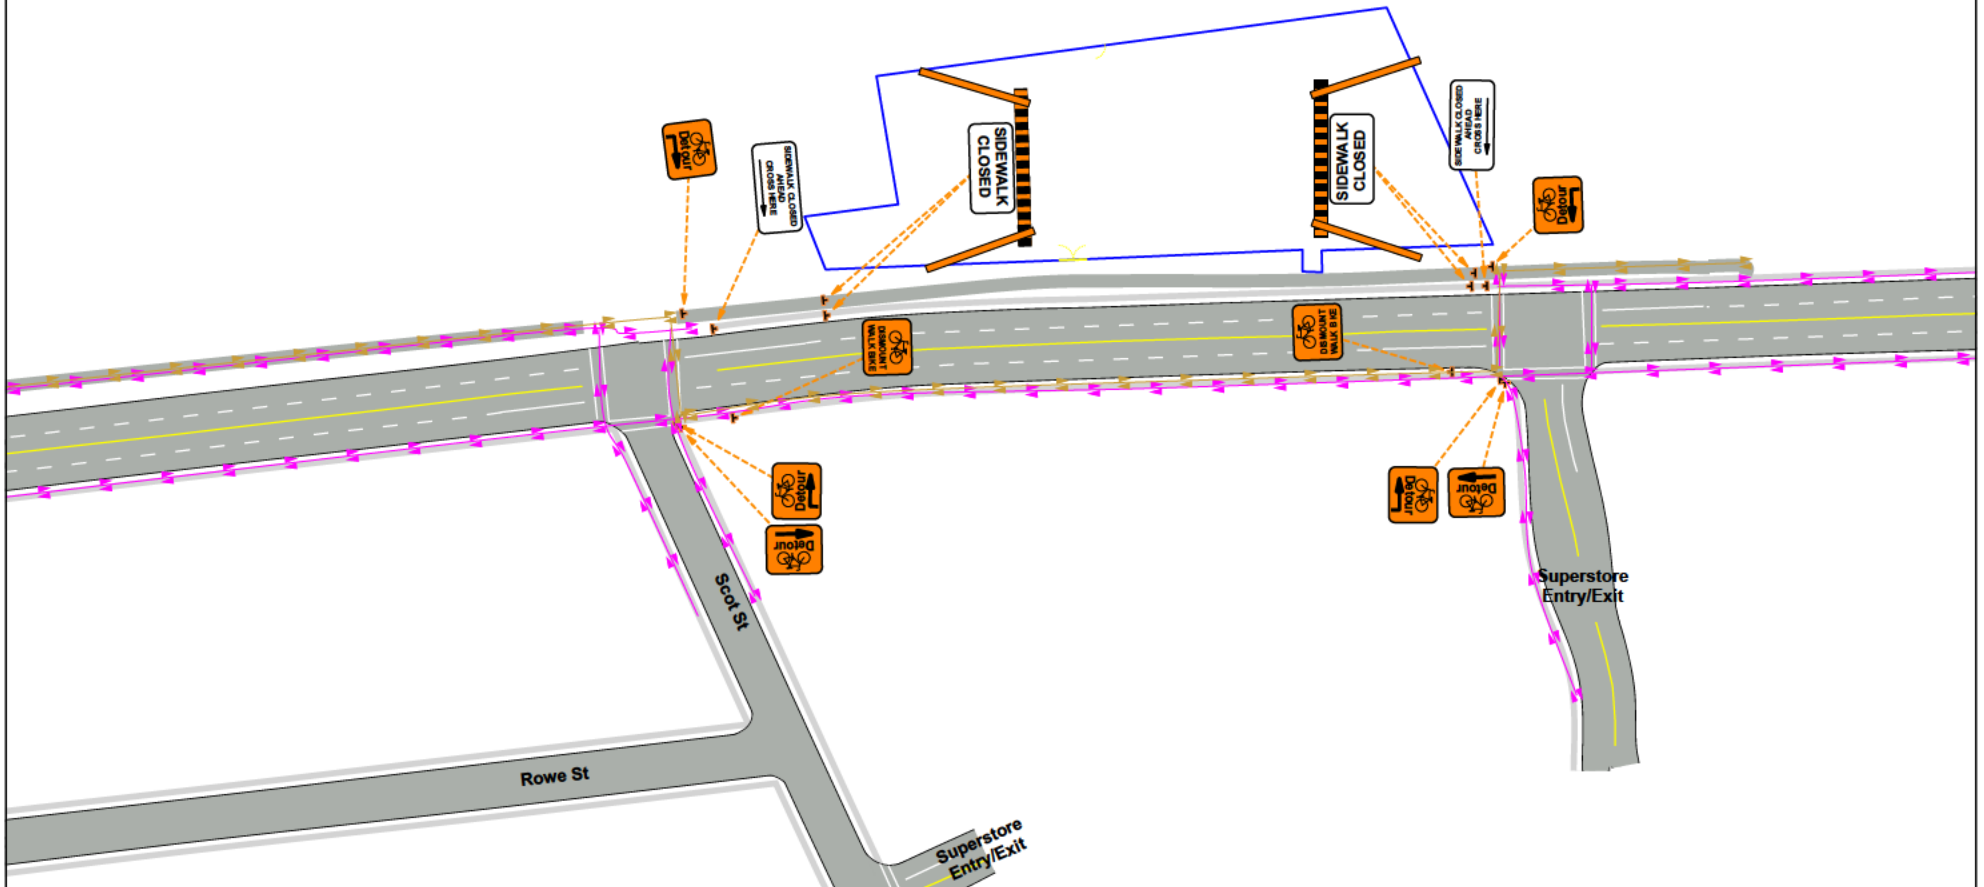 Detour
SIDEWALK CLOSED
AHEAD
CROSS HERE
SIDEWALK
CLOSED
SIDEWALK
CLOSED
SIDEWALK CLOSED
AHEAD
CROSS HERE
Detour
DISMOUNT
WALK BIKE
DISMOUNT
WALK BIKE
Detour
Detour
Detour
Detour
Scot St
Superstore
Entry/Exit
Rowe St
Superstore
Entry/Exit